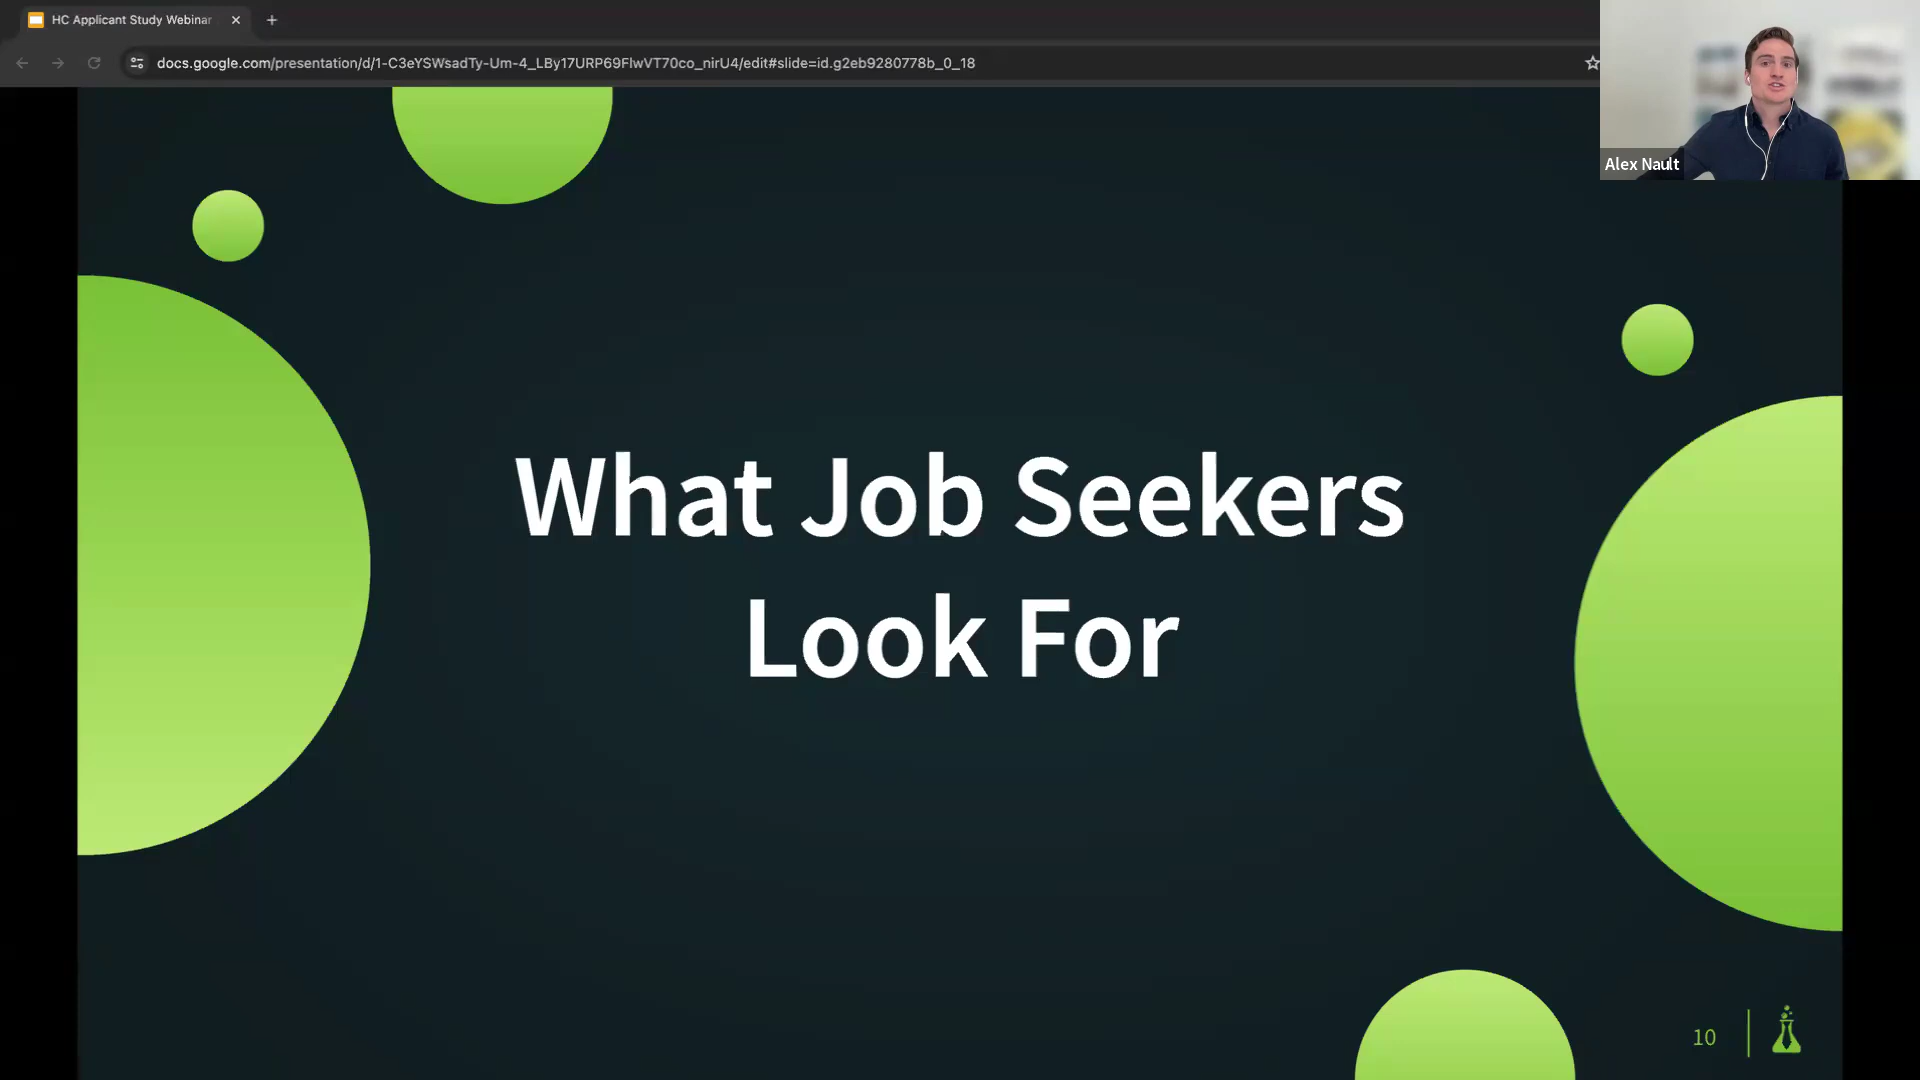 HC Applicant Study Webinar
docs.google.com/presentation/d/1-C3eYSWsadTy-Um-4_LBy17URP69FlwVT70co_nirU4/edit#slide=id.g2eb9280778b_0_18
Alex Nault
What Job Seekers
Look For
10